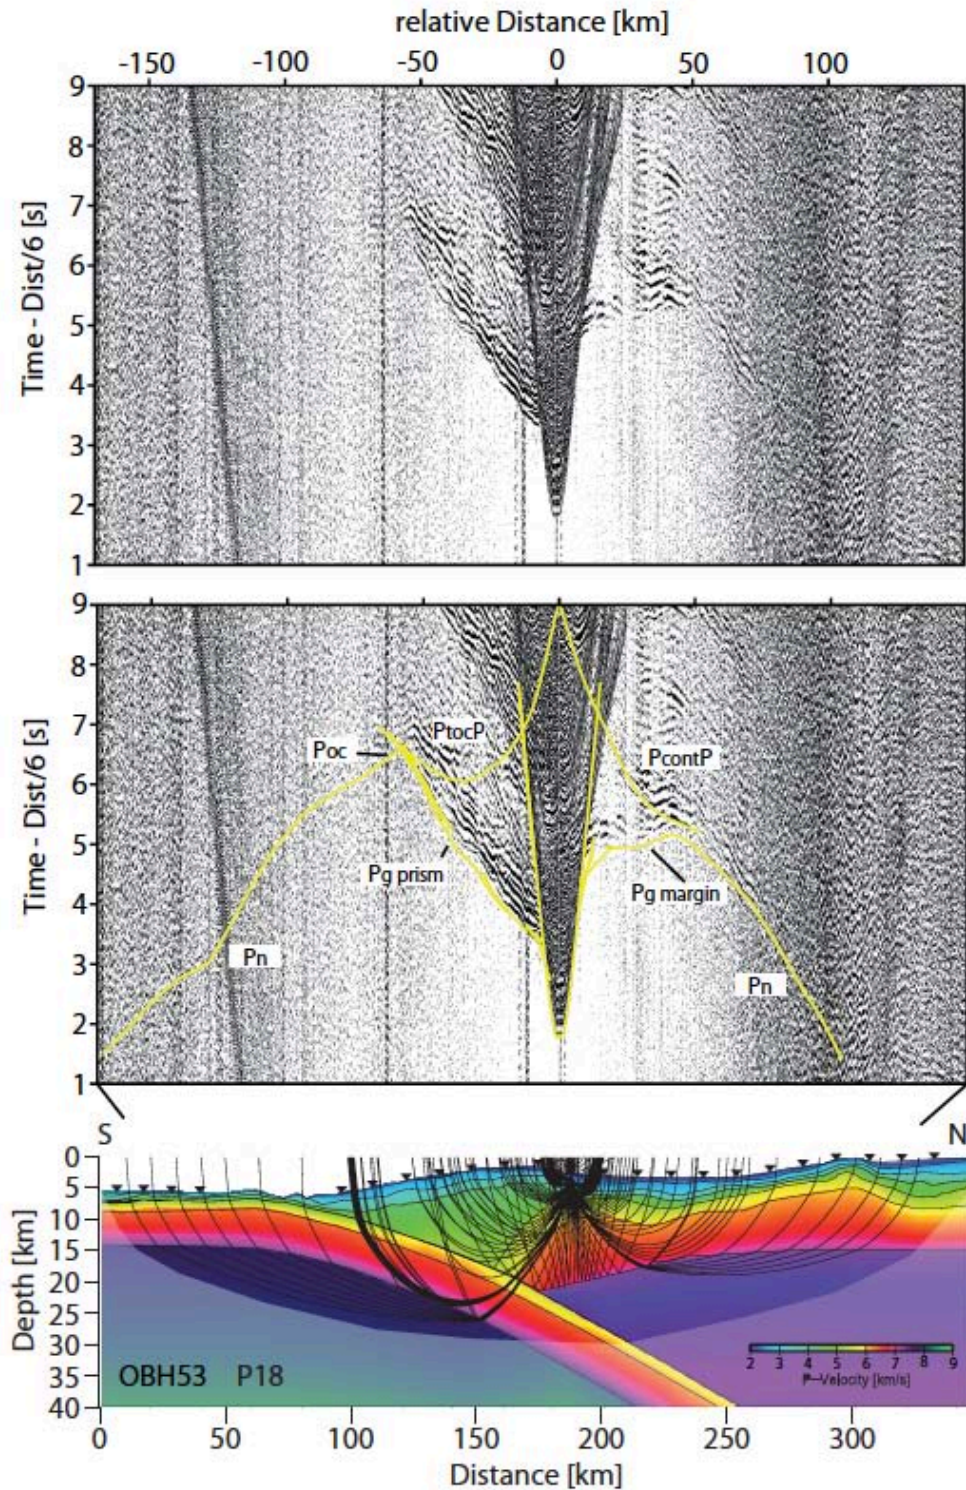 relative Distance [km]
-150 -100 -50 0 50 100
9
8
7
6
5
4
3
2
1
Time - Dist/6 [s]
9
8
7
6
5
4
3
2
1
Time - Dist/6 [s]
Poc
PtocP
PcontP
Pg prism
Pg margin
Pn
Pn
S N
0
5
10
15
20
25
30
35
40
Depth [km]
2 3 4 5 6 7 8 9
P-Velocity [km/s]
OBH53 P18
0 50 100 150 200 250 300
Distance [km]